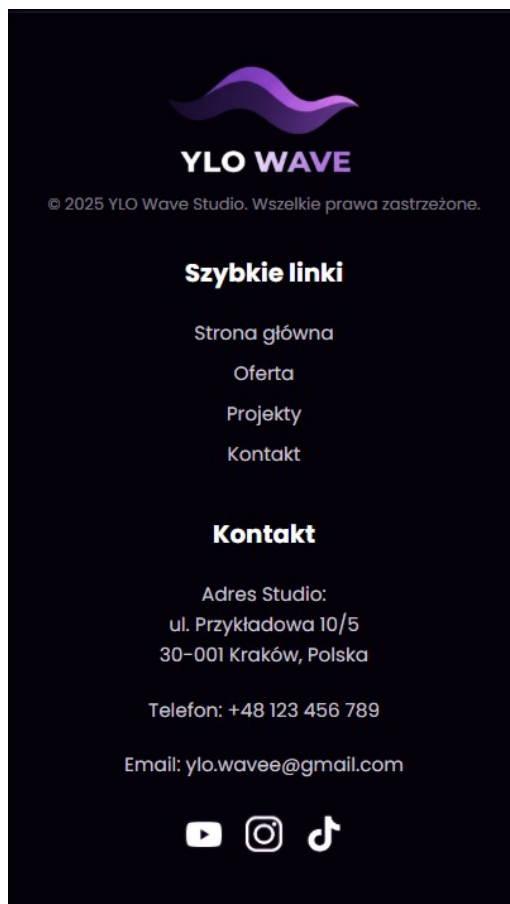 YLO WAVE
© 2025 YLO Wave Studio. Wszelkie prawa zastrzeżone.
Szybkie linki
Strona główna
Oferta
Projekty
Kontakt
Kontakt
Adres Studio:
ul. Przykładowa 10/5
30-001 Kraków, Polska
Telefon: +48 123 456 789
Email: ylo.wavee@gmail.com